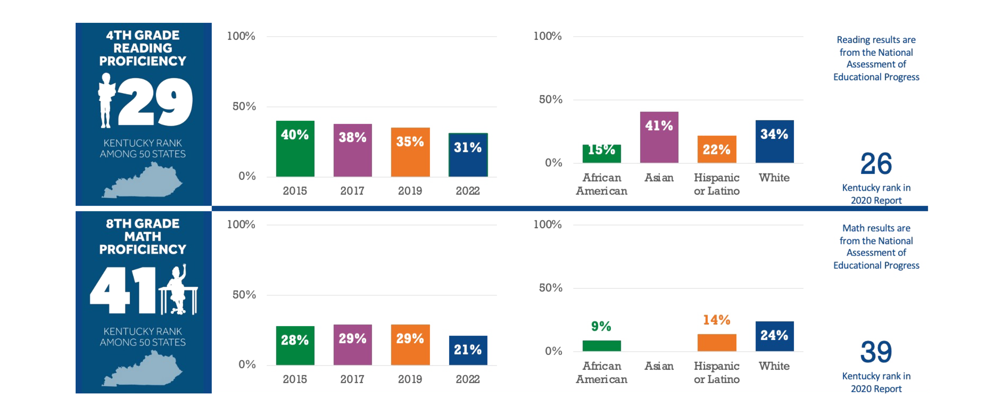 4TH GRADE
READING
PROFICIENCY
29
KENTUCKY RANK
AMONG 50 STATES
100%
50%
0%
40%
38%
35%
31%
2015
2017
2019
2022
100%
50%
0%
15%
41%
22%
34%
African
American
Asian
Hispanic
or Latino
White
Reading results are
from the National
Assessment of
Educational Progress
26
Kentucky rank in
2020 Report
8TH GRADE
MATH
PROFICIENCY
41
KENTUCKY RANK
AMONG 50 STATES
100%
50%
0%
28%
29%
29%
21%
2015
2017
2019
2022
100%
50%
0%
9%
14%
24%
African
American
Asian
Hispanic
or Latino
White
Math results are
from the National
Assessment of
Educational Progress
39
Kentucky rank in
2020 Report